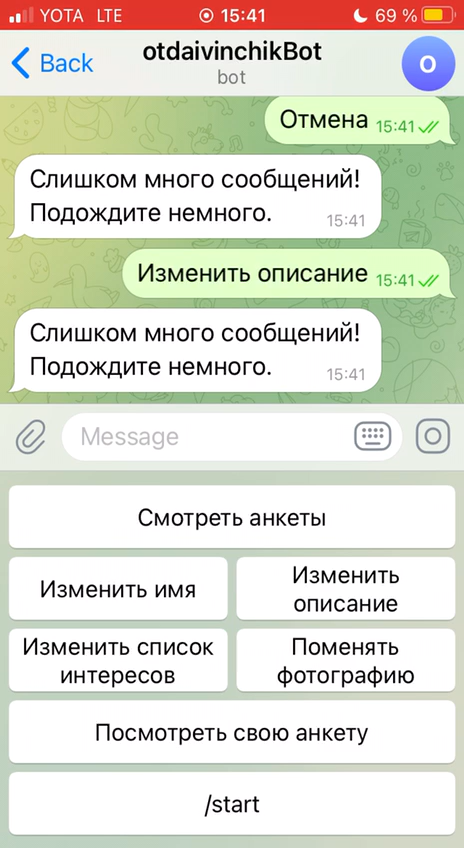 YOTA LTE 15:41 69 %
Back
otdaivinchikBot
bot
O
Отмена 15:41
Слишком много сообщений!
Подождите немного. 15:41
Изменить описание 15:41
Слишком много сообщений!
Подождите немного. 15:41
Message
Смотреть анкеты
Изменить имя
Изменить
описание
Изменить список
интересов
Поменять
фотографию
Посмотреть свою анкету
/start